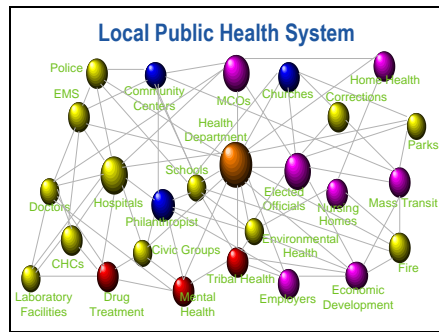 Local Public Health System
Police
Community
Centers
MCOs
Churches
Home Health
EMS
Corrections
Health
Department
Parks
Schools
Doctors
Hospitals
Philanthropist
Elected
Officials
Nursing
Homes
Mass Transit
CHCs
Civic Groups
Environmental
Health
Fire
Laboratory
Facilities
Drug
Treatment
Mental
Health
Tribal Health
Employers
Economic
Development